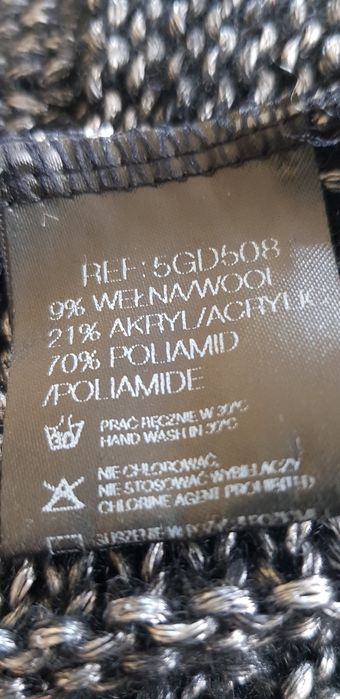 REF: 5GD508
9% WEŁNA/WOOL
21% AKRYL/ACRYLIC
70% POLIAMID
/POLIAMIDE
PRAĆ RĘCZNIE W 30°C
HAND WASH IN 30°C
NIE CHLOROWAĆ,
NIE STOSOWAĆ WYBIELACZY
CHLORINE AGENT PROHIBITED
SUSZENIE W